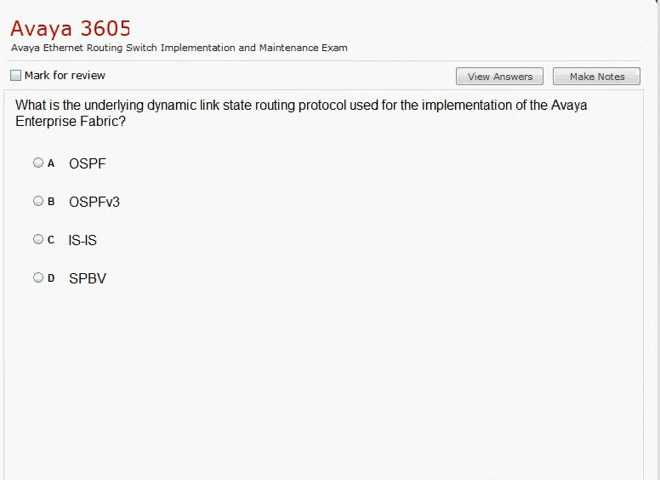 Avaya 3605
Avaya Ethernet Routing Switch Implementation and Maintenance Exam
Mark for review
View Answers
Make Notes
What is the underlying dynamic link state routing protocol used for the implementation of the Avaya
Enterprise Fabric?
A OSPF
B OSPFv3
C IS-IS
D SPBV